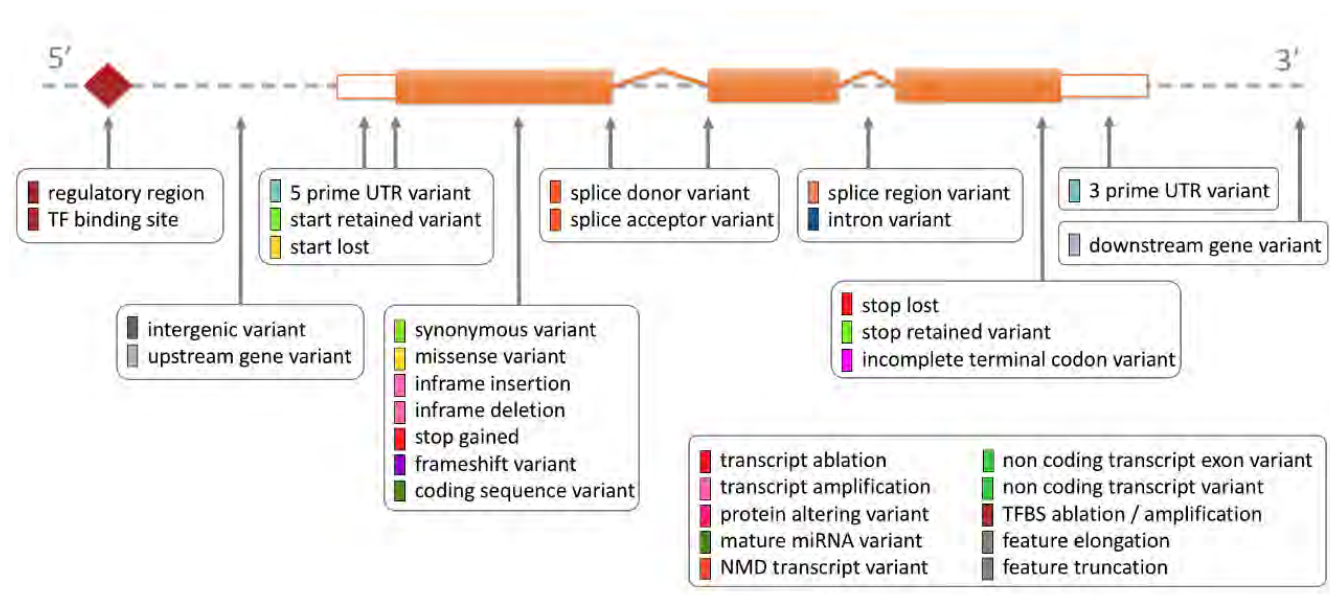 5'
3'
regulatory region
TF binding site
5 prime UTR variant
start retained variant
start lost
splice donor variant
splice acceptor variant
splice region variant
intron variant
3 prime UTR variant
downstream gene variant
intergenic variant
upstream gene variant
synonymous variant
missense variant
inframe insertion
inframe deletion
stop gained
frameshift variant
coding sequence variant
stop lost
stop retained variant
incomplete terminal codon variant
transcript ablation
transcript amplification
protein altering variant
mature miRNA variant
NMD transcript variant
non coding transcript exon variant
non coding transcript variant
TFBS ablation / amplification
feature elongation
feature truncation